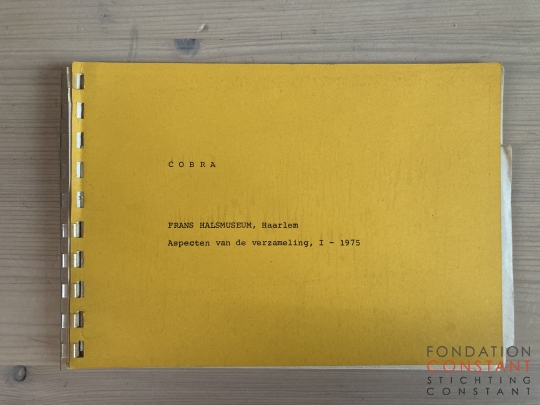 C O B R A
FRANS HALSMUSEUM, Haarlem
Aspecten van de verzameling, I - 1975
FONDATION
CONSTANT
STICHTING
CONSTANT